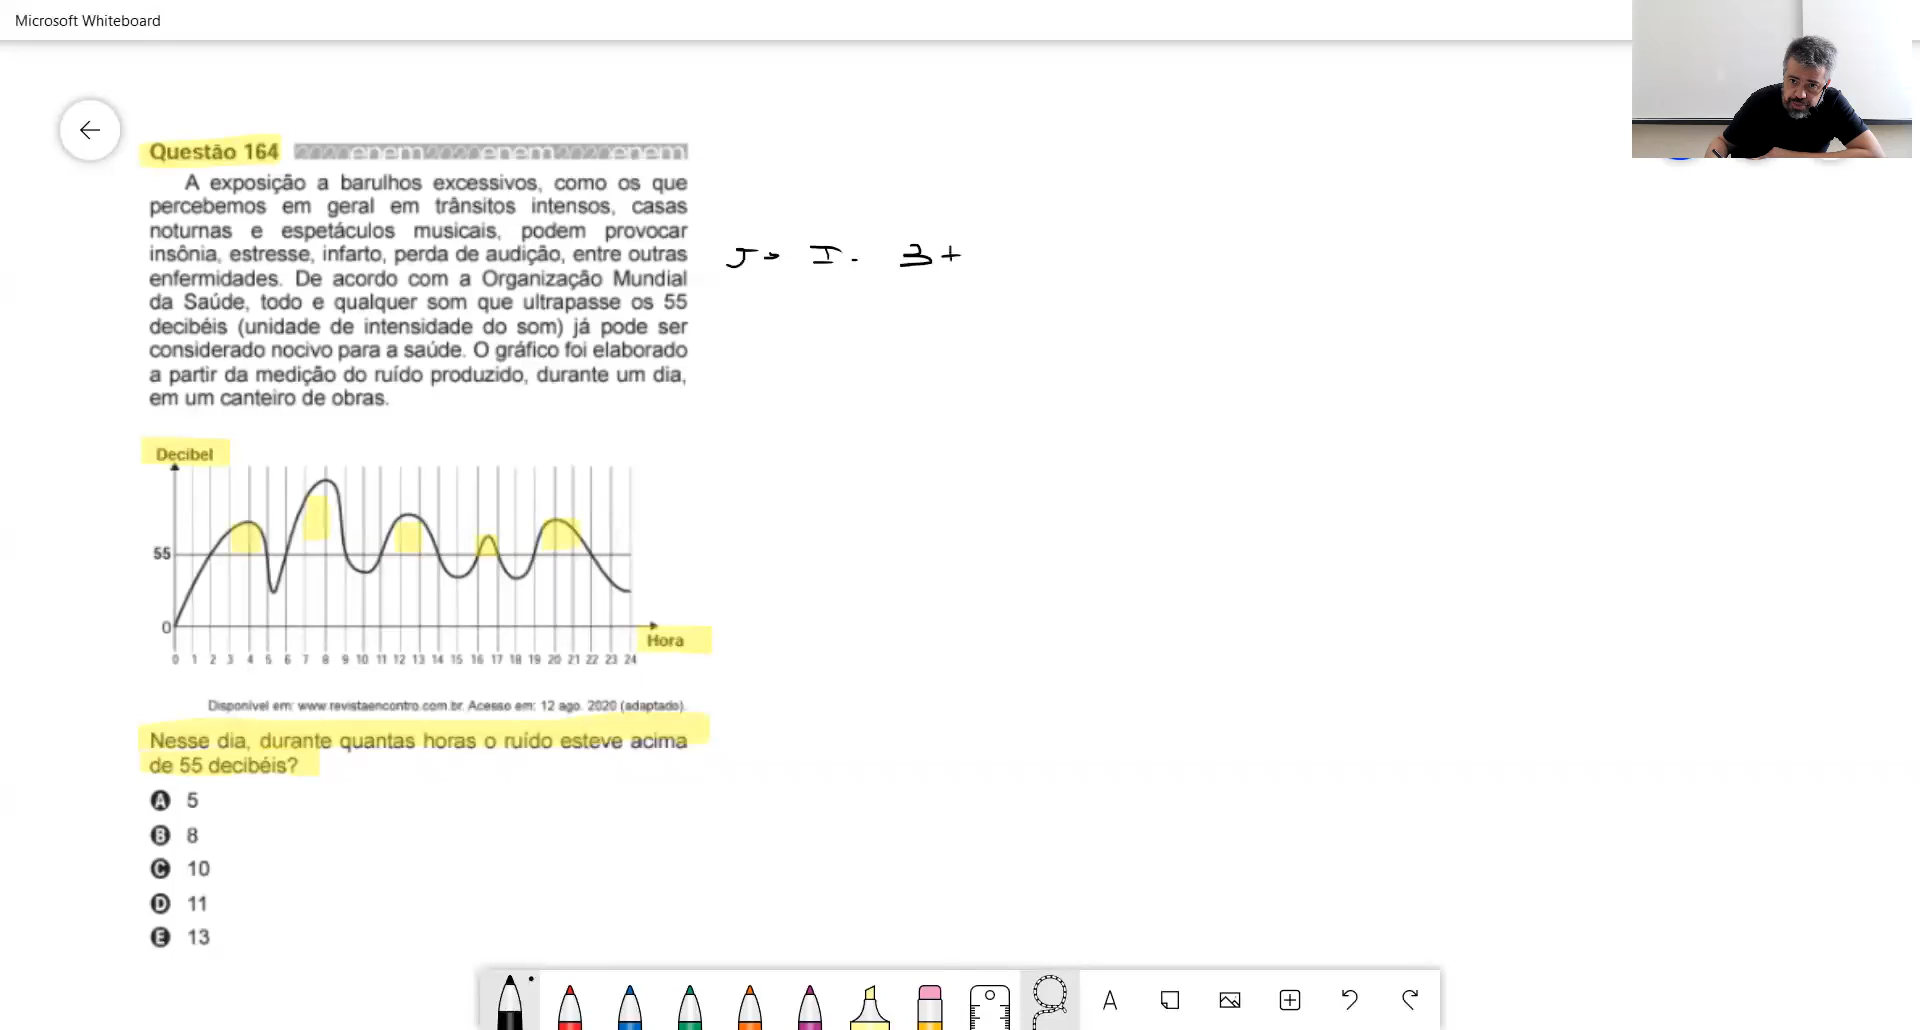 Microsoft Whiteboard
Questão 164 2020enem2020enem2020enem
A exposição a barulhos excessivos, como os que
percebemos em geral em trânsitos intensos, casas
noturnas e espetáculos musicais, podem provocar
insônia, estresse, infarto, perda de audição, entre outras
enfermidades. De acordo com a Organização Mundial
da Saúde, todo e qualquer som que ultrapasse os 55
decibéis (unidade de intensidade do som) já pode ser
considerado nocivo para a saúde. O gráfico foi elaborado
a partir da medição do ruído produzido, durante um dia,
em um canteiro de obras.
3+
Decibel
55
0
Hora
0 1 2 3 4 5 6 7 8 9 10 11 12 13 14 15 16 17 18 19 20 21 22 23 24
Disponível em: www.revistaencontro.com.br. Acesso em: 12 ago. 2020 (adaptado).
Nesse dia, durante quantas horas o ruído esteve acima
de 55 decibéis?
A 5
B 8
C 10
D 11
E 13
A